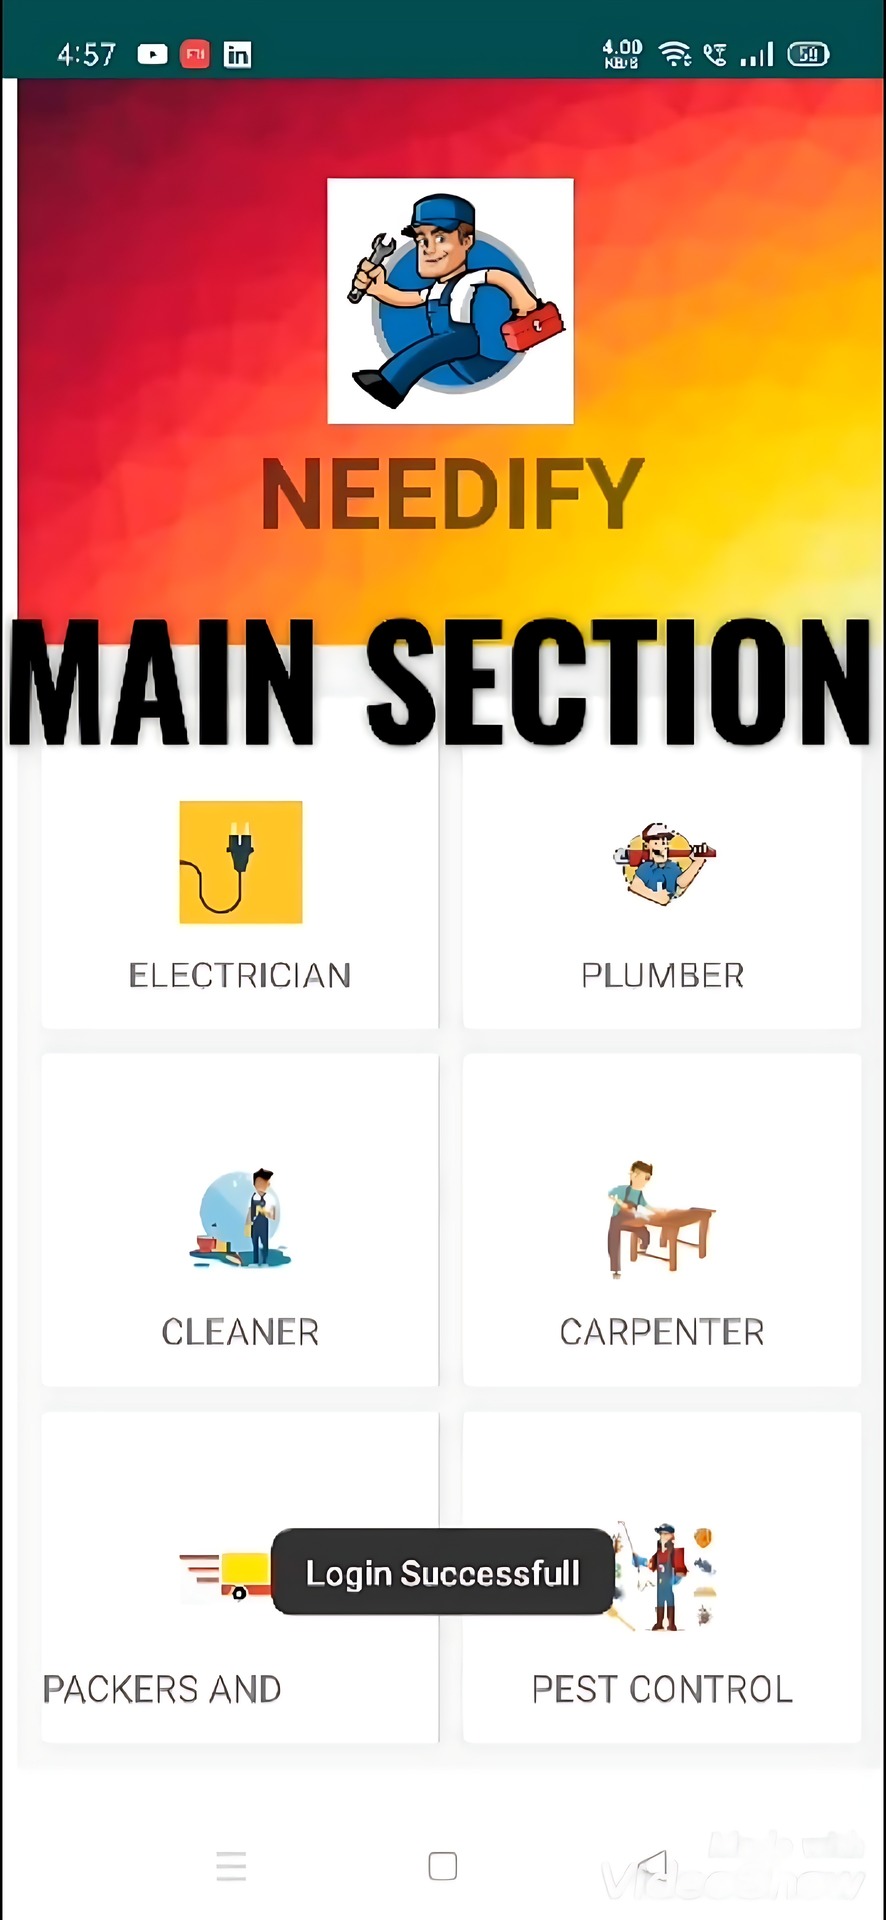 4:57 in 4.00 KB/S 50
NEEDIFY
MAIN SECTION
ELECTRICIAN PLUMBER
CLEANER CARPENTER
Login Successfull
PACKERS AND PEST CONTROL
Made with
VideoShow